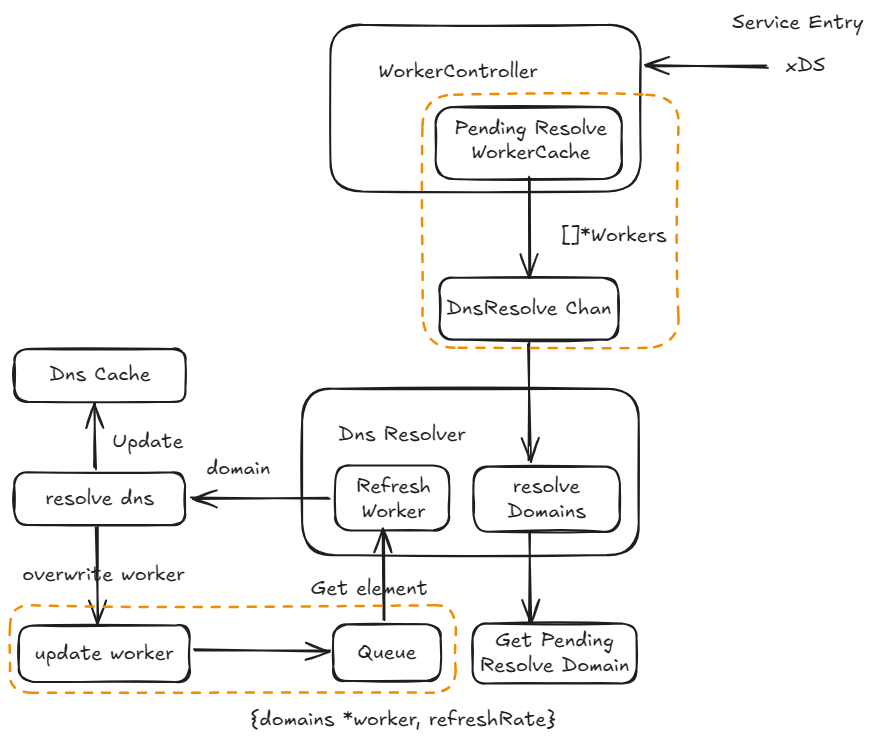 Service Entry
xDS
WorkerController
Pending Resolve
WorkerCache
[]*Workers
DnsResolve Chan
Dns Cache
Update
Dns Resolver
domain
resolve dns
Refresh
Worker
resolve
Domains
overwrite worker
Get element
update worker
Queue
Get Pending
Resolve Domain
{domains *worker, refreshRate}